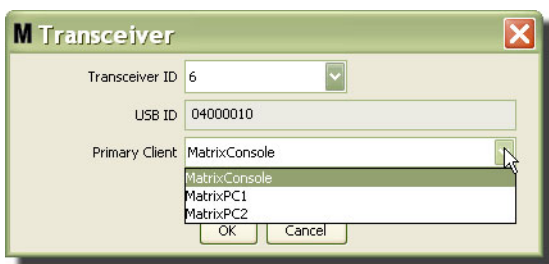 M Transceiver
Transceiver ID 6
USB ID 04000010
Primary Client MatrixConsole
MatrixConsole
MatrixPC1
MatrixPC2
OK Cancel